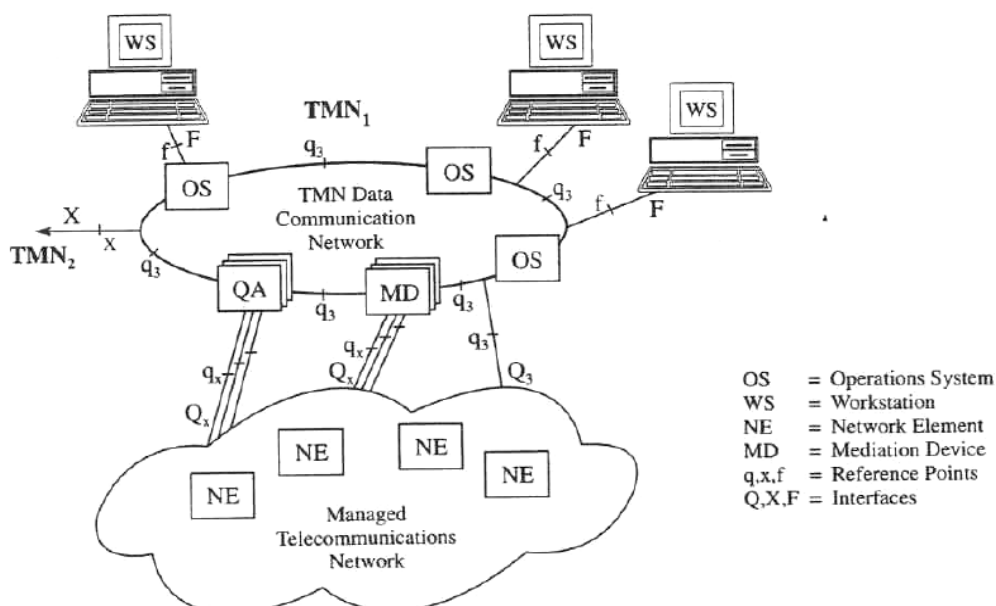 WS
WS
WS
TMN₁
f F
q₃
f F
OS
OS
q₃
f F
TMN Data
Communication
Network
X
x
TMN₂
q₃
OS
QA
q₃
MD
q₃
qₓ
Qₓ
qₓ
Qₓ
q₃
Q₃
NE
NE
NE
NE
Managed
Telecommunications
Network
OS = Operations System
WS = Workstation
NE = Network Element
MD = Mediation Device
q,x,f = Reference Points
Q,X,F = Interfaces